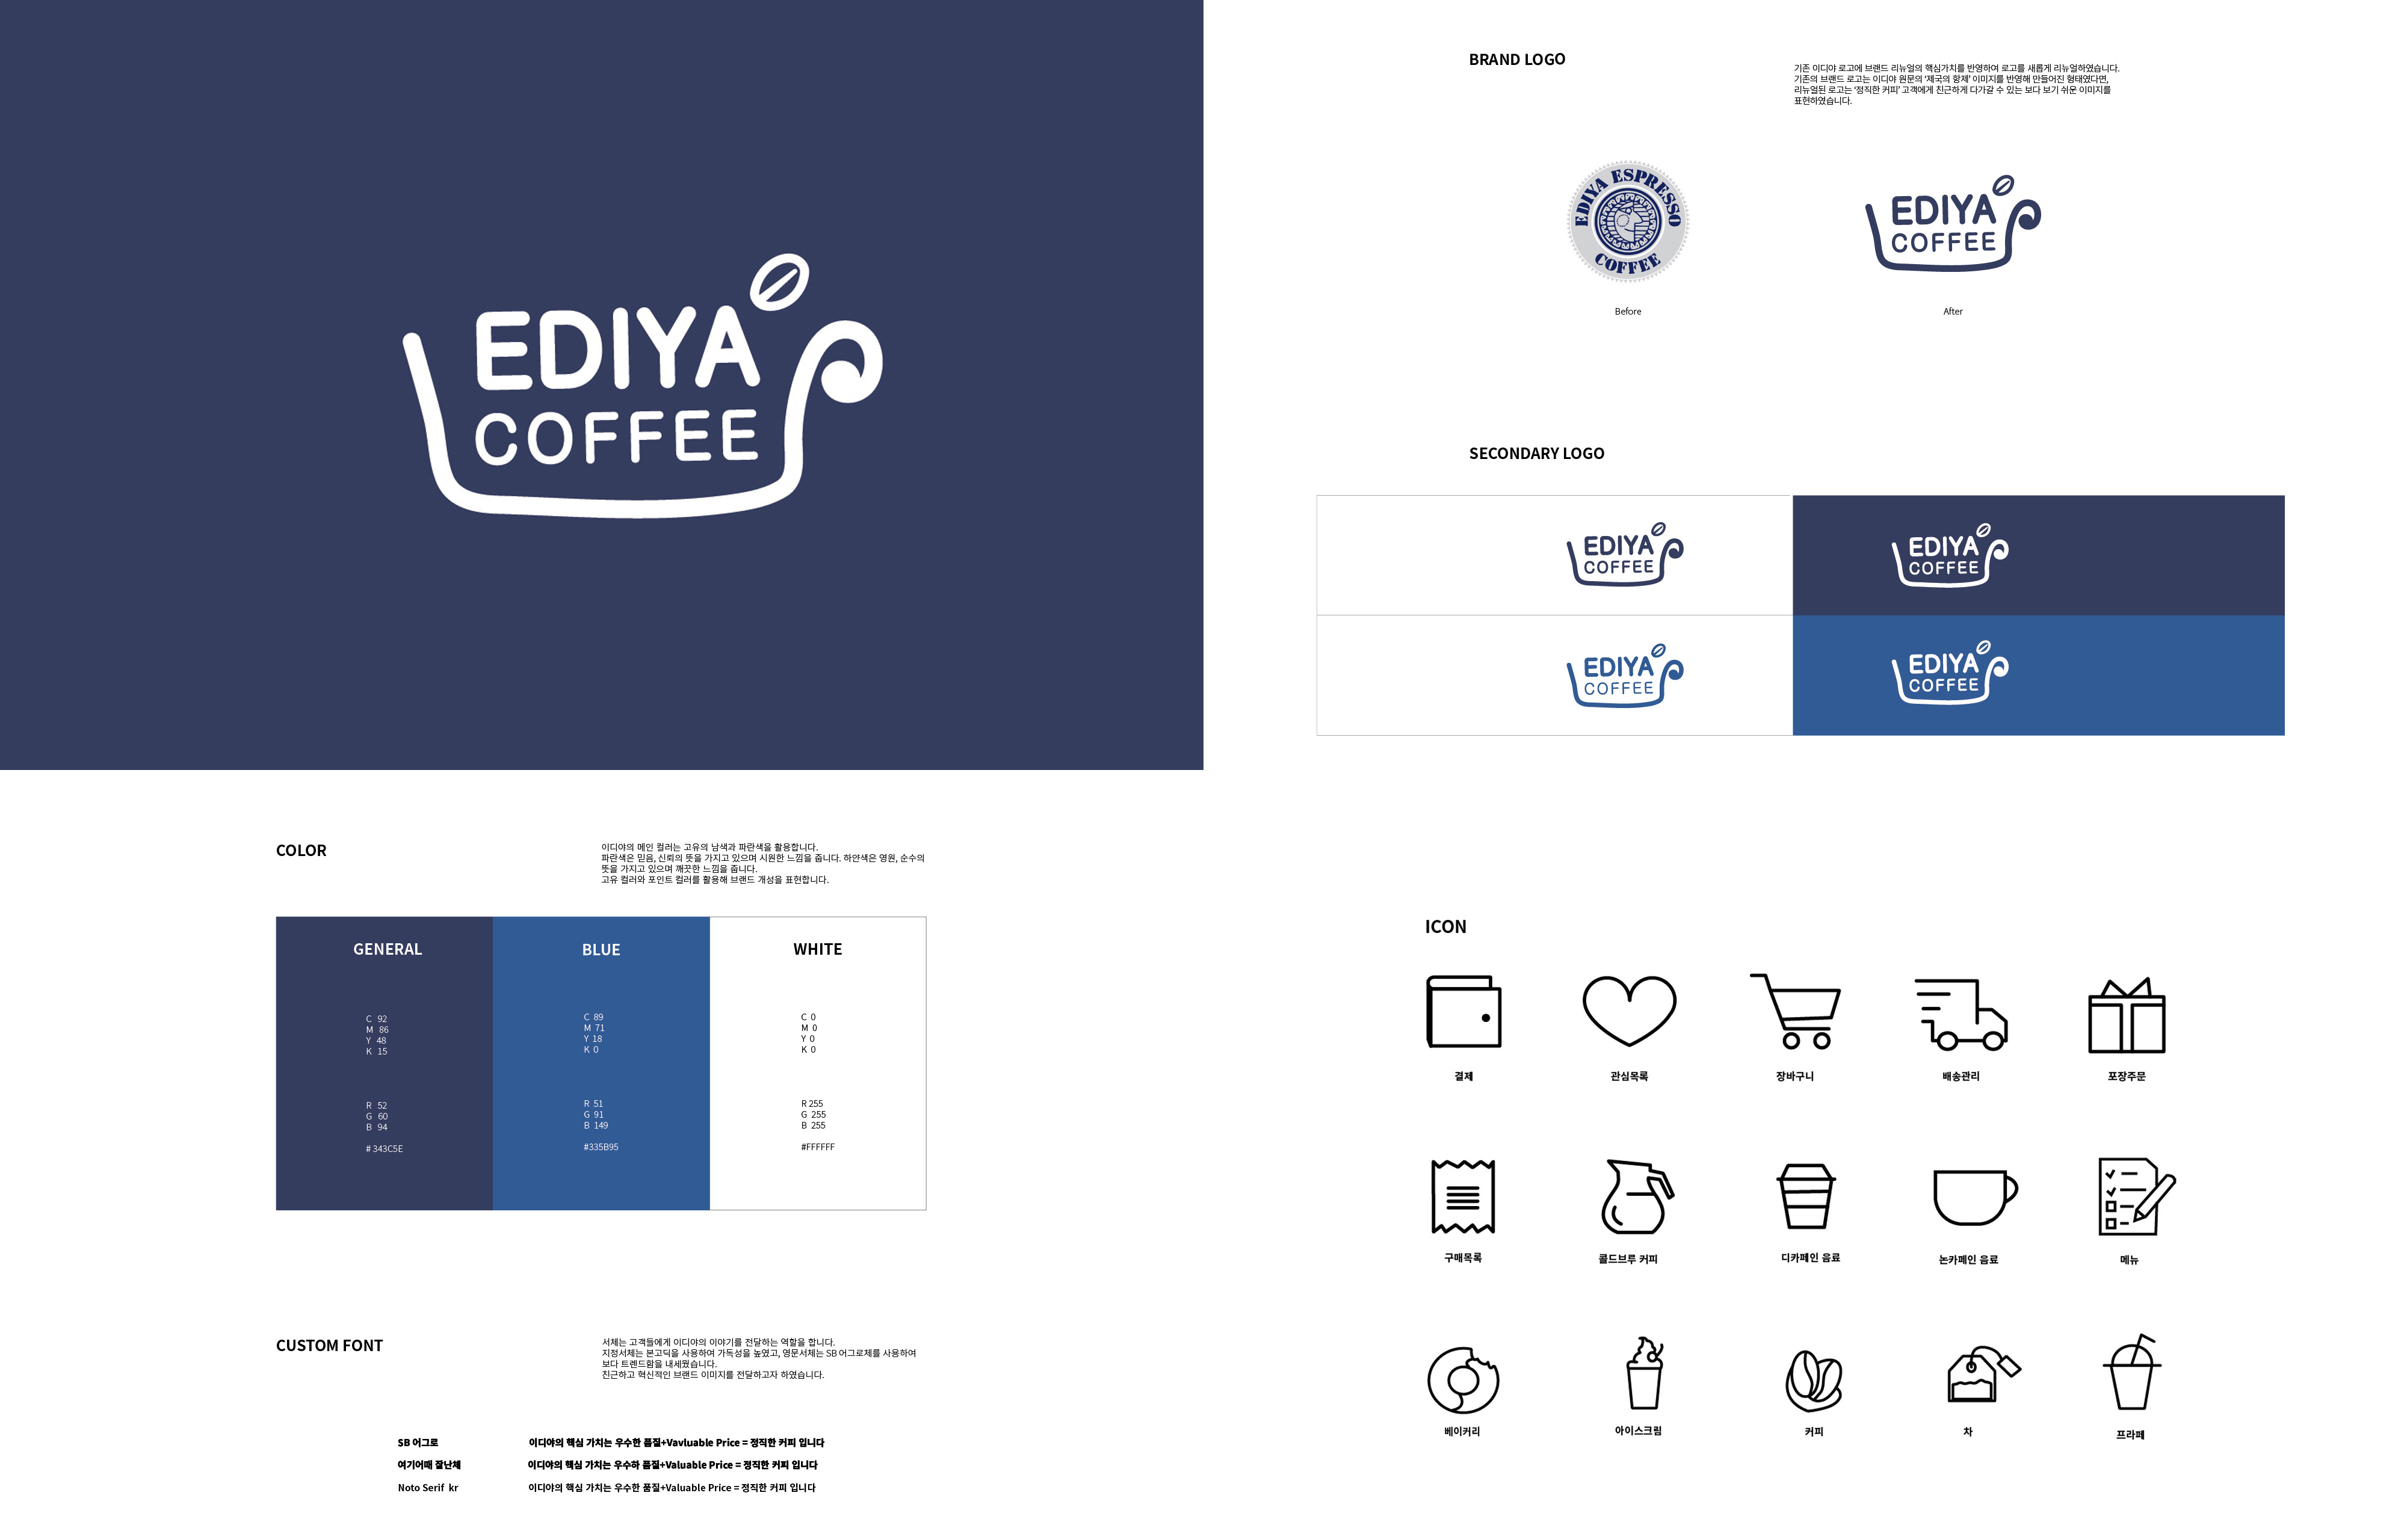 EDIYA
COFFEE
BRAND LOGO
기존 이디야 로고에 브랜드 리뉴얼의 핵심가치를 반영하여 로고를 새롭게 리뉴얼하였습니다.
기존의 브랜드 로고는 이디야 원문의 '제국의 황제' 이미지를 반영해 만들어진 형태였다면,
리뉴얼된 로고는 '정직한 커피' 고객에게 친근하게 다가갈 수 있는 보다 보기 쉬운 이미지를
표현하였습니다.
EDIYA ESPRESSO
COFFEE
Before
EDIYA
COFFEE
After
SECONDARY LOGO
EDIYA
COFFEE
EDIYA
COFFEE
EDIYA
COFFEE
EDIYA
COFFEE
COLOR
이디야의 메인 컬러는 고유의 남색과 파란색을 활용합니다.
파란색은 믿음, 신뢰의 뜻을 가지고 있으며 시원한 느낌을 줍니다. 하얀색은 영원, 순수의
뜻을 가지고 있으며 깨끗한 느낌을 줍니다.
고유 컬러와 포인트 컬러를 활용해 브랜드 개성을 표현합니다.
GENERAL
C 92
M 86
Y 48
K 15
R 52
G 60
B 94
# 343C5E
BLUE
C 89
M 71
Y 18
K 0
R 51
G 91
B 149
#335B95
WHITE
C 0
M 0
Y 0
K 0
R 255
G 255
B 255
#FFFFFF
CUSTOM FONT
서체는 고객들에게 이디야의 이야기를 전달하는 역할을 합니다.
지정서체는 본고딕을 사용하여 가독성을 높였고, 영문서체는 SB 어그로체를 사용하여
보다 트렌드함을 내세웠습니다.
친근하고 혁신적인 브랜드 이미지를 전달하고자 하였습니다.
SB 어그로 이디야의 핵심 가치는 우수한 품질+Vavluable Price = 정직한 커피 입니다
여기어때 잘난체 이디야의 핵심 가치는 우수하 품질+Valuable Price = 정직한 커피 입니다
Noto Serif kr 이디야의 핵심 가치는 우수한 품질+Valuable Price = 정직한 커피 입니다
ICON
결제 관심목록 장바구니 배송관리 포장주문
구매목록 콜드브루 커피 디카페인 음료 논카페인 음료 메뉴
베이커리 아이스크림 커피 차 프라페